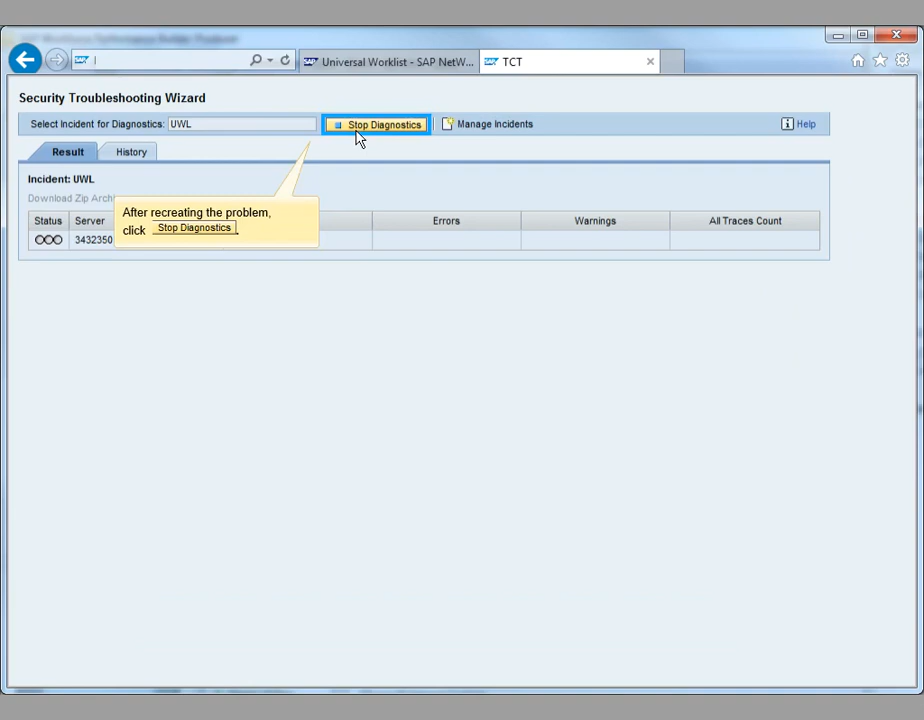 Universal Worklist - SAP NetW...
TCT
Security Troubleshooting Wizard
Select Incident for Diagnostics: UWL
Stop Diagnostics
Manage Incidents
Help
Result
History
Incident: UWL
Download Zip Archi
After recreating the problem,
click Stop Diagnostics.
Status Server Errors Warnings All Traces Count
3432350